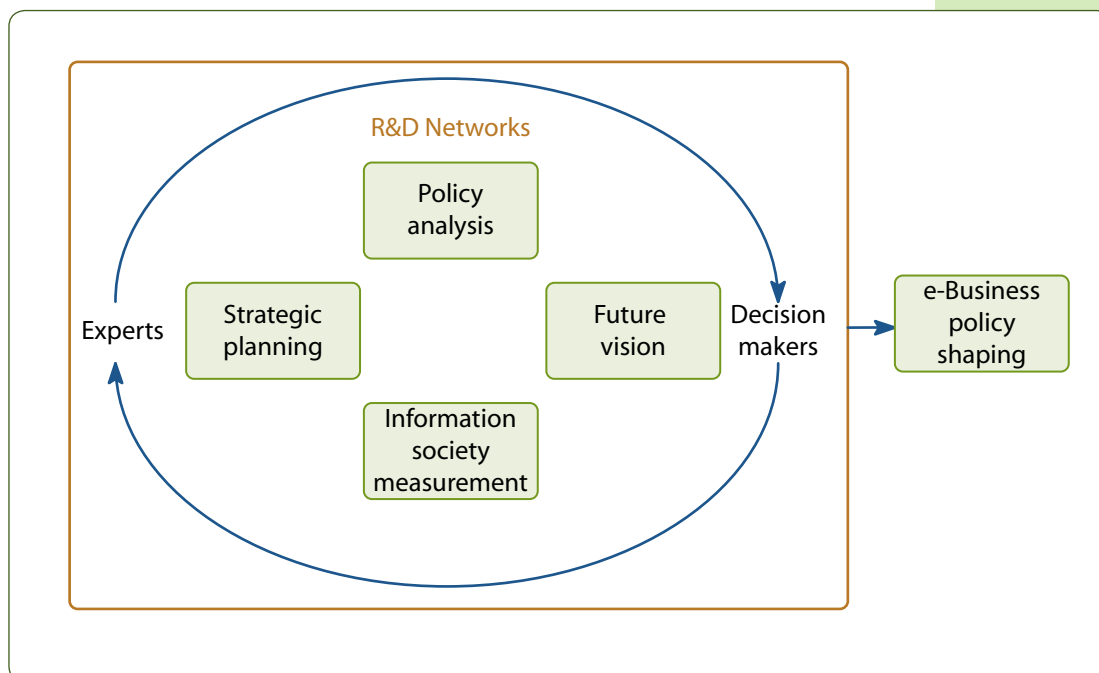 R&D Networks
Policy
analysis
Experts
Strategic
planning
Future
vision
Decision
makers
e-Business
policy
shaping
Information
society
measurement